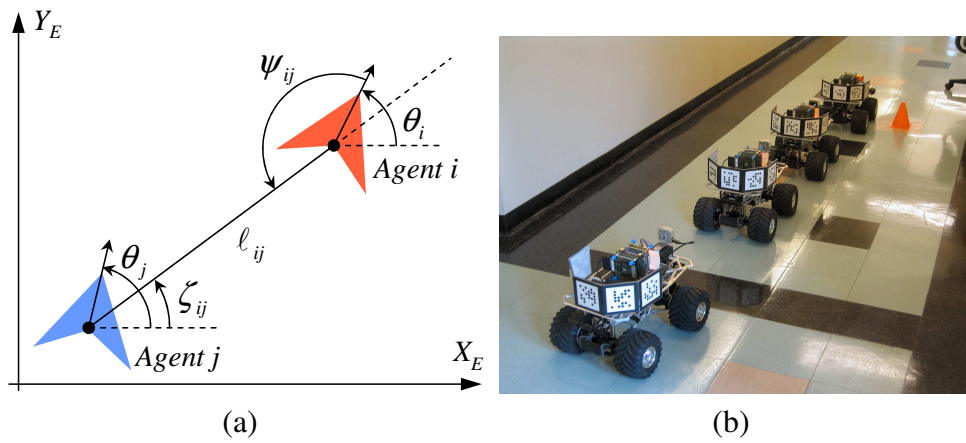 Y_E
ψ_ij
θ_i
Agent i
ℓ_ij
θ_j
ζ_ij
Agent j
X_E
(a)
(b)